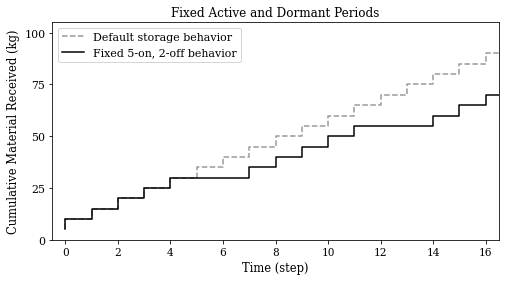 Fixed Active and Dormant Periods
Default storage behavior
Fixed 5-on, 2-off behavior
Cumulative Material Received (kg)
100
75
50
25
0
0 2 4 6 8 10 12 14 16
Time (step)